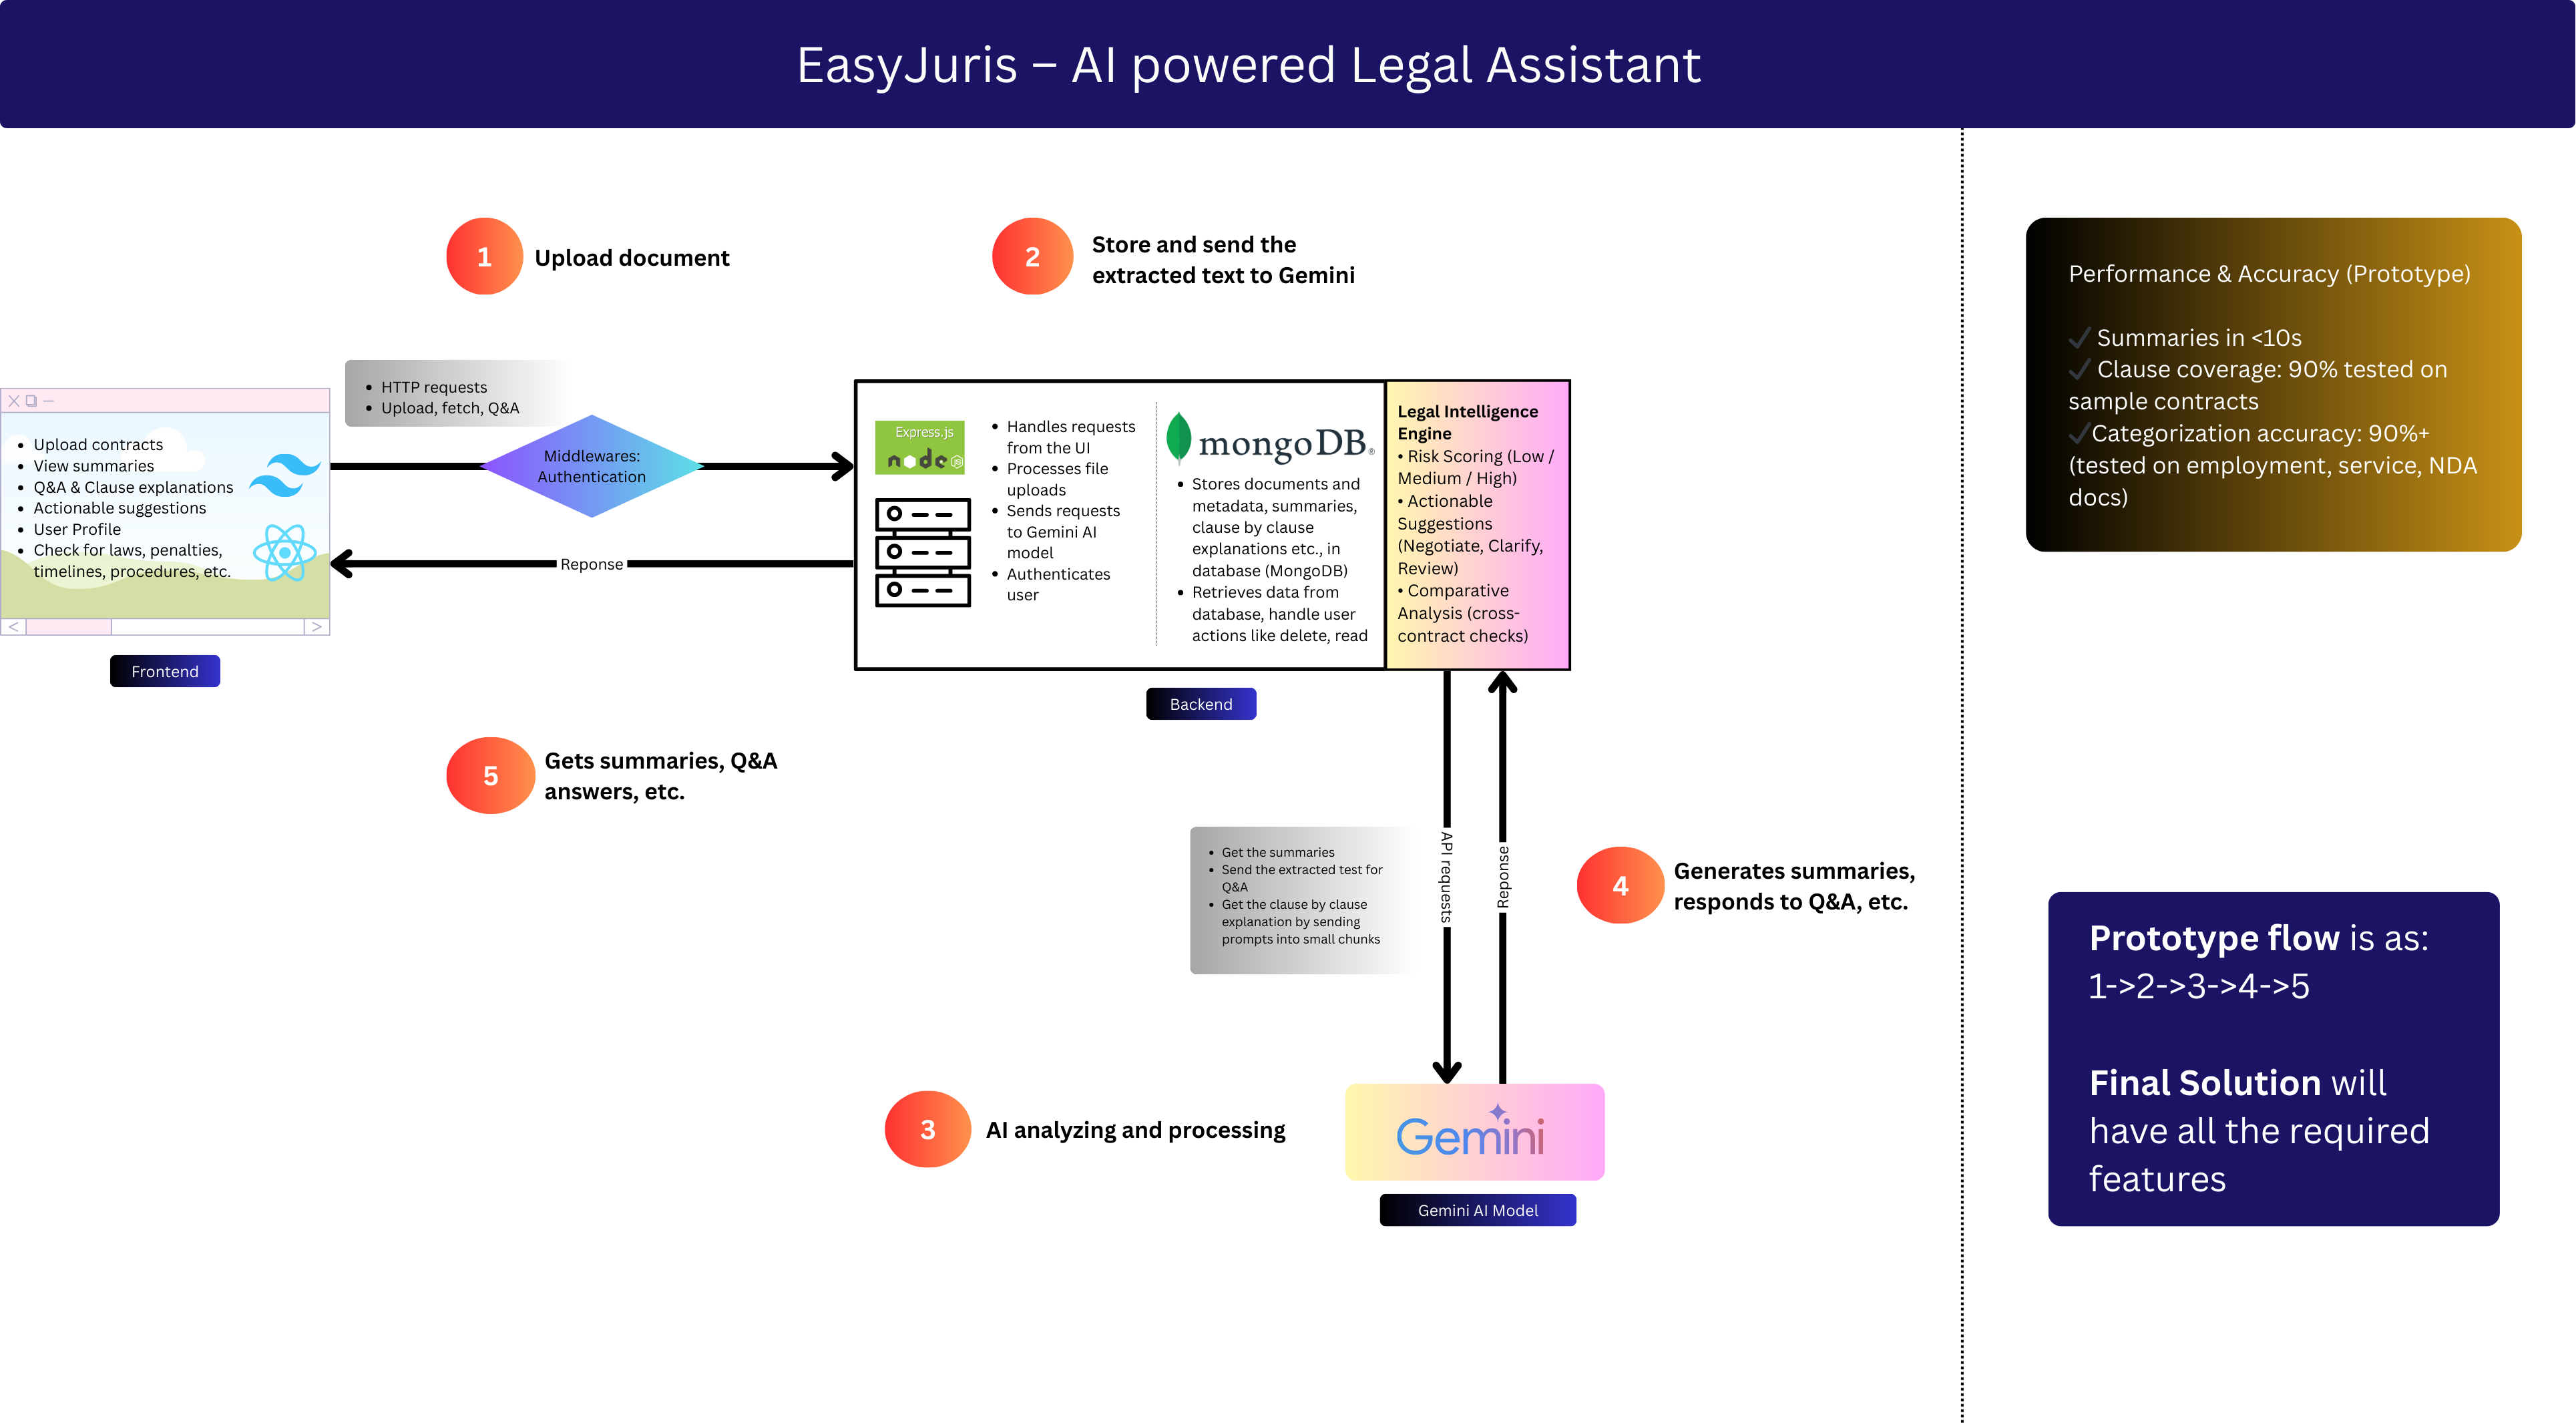 EasyJuris – AI powered Legal Assistant
1
Upload document
2
Store and send the
extracted text to Gemini
• HTTP requests
• Upload, fetch, Q&A
• Upload contracts
• View summaries
• Q&A & Clause explanations
• Actionable suggestions
• User Profile
• Check for laws, penalties,
timelines, procedures, etc.
Frontend
Middlewares:
Authentication
Reponse
Express.js
node JS
• Handles requests
from the UI
• Processes file
uploads
• Sends requests
to Gemini AI
model
• Authenticates
user
mongoDB®
• Stores documents and
metadata, summaries,
clause by clause
explanations etc., in
database (MongoDB)
• Retrieves data from
database, handle user
actions like delete, read
Legal Intelligence
Engine
• Risk Scoring (Low /
Medium / High)
• Actionable
Suggestions
(Negotiate, Clarify,
Review)
• Comparative
Analysis (cross-
contract checks)
Backend
5
Gets summaries, Q&A
answers, etc.
• Get the summaries
• Send the extracted test for
Q&A
• Get the clause by clause
explanation by sending
prompts into small chunks
API requests
Reponse
4
Generates summaries,
responds to Q&A, etc.
3
AI analyzing and processing
Gemini
Gemini AI Model
Performance & Accuracy (Prototype)
✔ Summaries in <10s
✔ Clause coverage: 90% tested on
sample contracts
✔Categorization accuracy: 90%+
(tested on employment, service, NDA
docs)
Prototype flow is as:
1->2->3->4->5
Final Solution will
have all the required
features